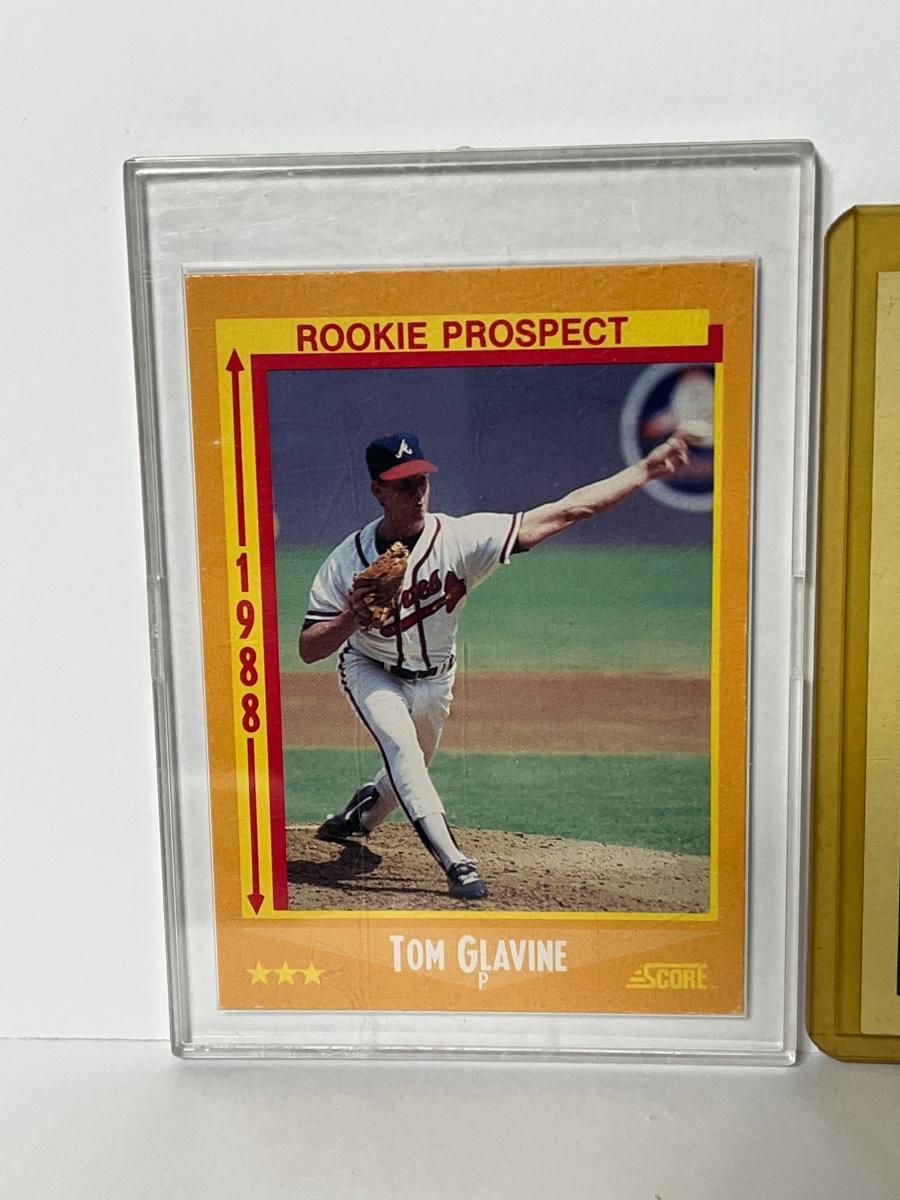 ROOKIE PROSPECT
1988
A
TOM GLAVINE
P
SCORE